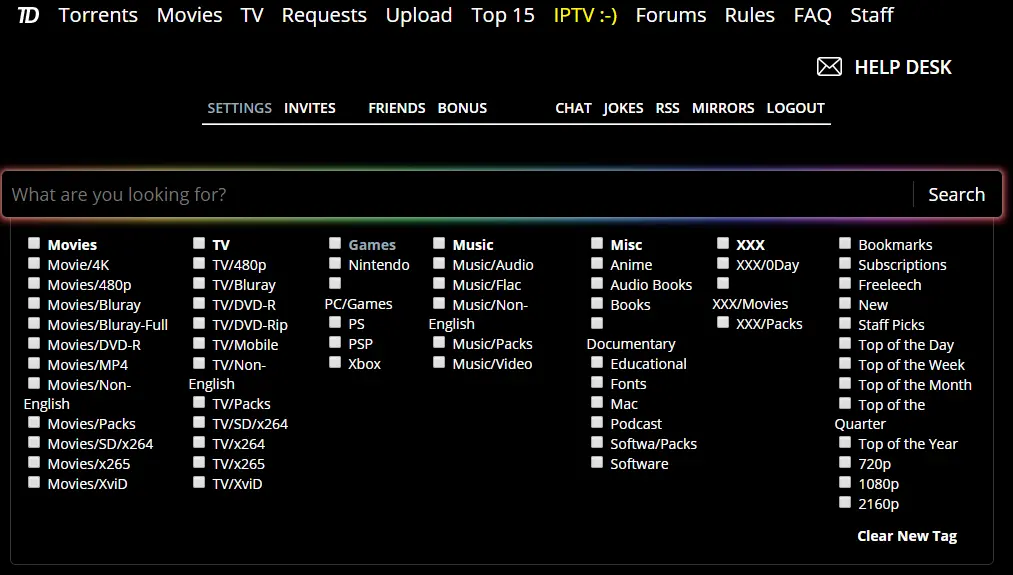 TD Torrents Movies TV Requests Upload Top 15 IPTV :-) Forums Rules FAQ Staff
HELP DESK
SETTINGS INVITES FRIENDS BONUS CHAT JOKES RSS MIRRORS LOGOUT
What are you looking for? Search
Movies
Movie/4K
Movies/480p
Movies/Bluray
Movies/Bluray-Full
Movies/DVD-R
Movies/MP4
Movies/Non-
English
Movies/Packs
Movies/SD/x264
Movies/x265
Movies/XviD
TV
TV/480p
TV/Bluray
TV/DVD-R
TV/DVD-Rip
TV/Mobile
TV/Non-
English
TV/Packs
TV/SD/x264
TV/x264
TV/x265
TV/XviD
Games
Nintendo
PC/Games
PS
PSP
Xbox
Music
Music/Audio
Music/Flac
Music/Non-
English
Music/Packs
Music/Video
Misc
Anime
Audio Books
Books
Documentary
Educational
Fonts
Mac
Podcast
Softwa/Packs
Software
XXX
XXX/0Day
XXX/Movies
XXX/Packs
Bookmarks
Subscriptions
Freeleech
New
Staff Picks
Top of the Day
Top of the Week
Top of the Month
Top of the
Quarter
Top of the Year
720p
1080p
2160p
Clear New Tag